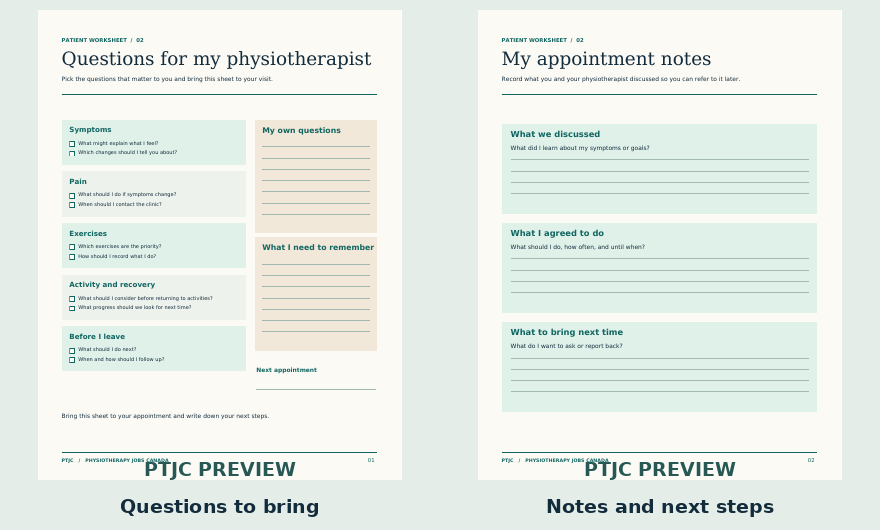 PATIENT WORKSHEET / 02
Questions for my physiotherapist
Pick the questions that matter to you and bring this sheet to your visit.
Symptoms
What might explain what I feel?
Which changes should I tell you about?
Pain
What should I do if symptoms change?
When should I contact the clinic?
Exercises
Which exercises are the priority?
How should I record what I do?
Activity and recovery
What should I consider before returning to activities?
What progress should we look for next time?
Before I leave
What should I do next?
When and how should I follow up?
My own questions
What I need to remember
Next appointment
Bring this sheet to your appointment and write down your next steps.
PTJC / PHYSIOTHERAPY JOBS CANADA
01
PTJC PREVIEW
Questions to bring
PATIENT WORKSHEET / 02
My appointment notes
Record what you and your physiotherapist discussed so you can refer to it later.
What we discussed
What did I learn about my symptoms or goals?
What I agreed to do
What should I do, how often, and until when?
What to bring next time
What do I want to ask or report back?
PTJC / PHYSIOTHERAPY JOBS CANADA
02
PTJC PREVIEW
Notes and next steps